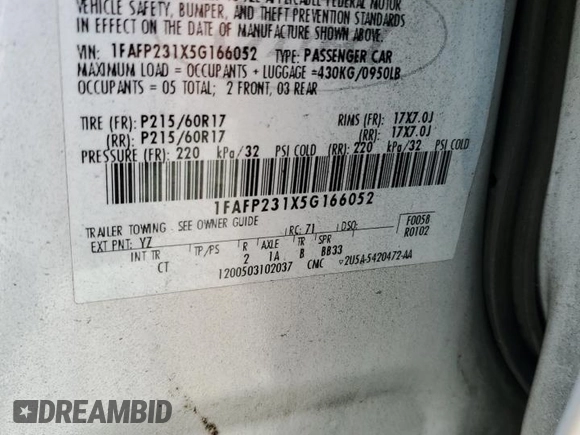 VEHICLE SAFETY, BUMPER, AND THEFT PREVENTION STANDARDS
IN EFFECT ON THE DATE OF MANUFACTURE SHOWN ABOVE.
VIN: 1FAFP231X5G166052 TYPE: PASSENGER CAR
MAXIMUM LOAD = OCCUPANTS + LUGGAGE =430KG/0950LB
OCCUPANTS = 05 TOTAL; 2 FRONT, 03 REAR
TIRE (FR): P215/60R17 RIMS (FR): 17X7.0J
(RR): P215/60R17 (RR): 17X7.0J
PRESSURE (FR): 220 kPa/32 PSI COLD (RR): 220 kPa/32 PSI COLD
1FAFP231X5G166052
TRAILER TOWING - SEE OWNER GUIDE
EXT PNT: YZ RC: 71 DSO: F0058
R0102
INT TR TP/PS R AXLE TR SPR
CT 2 1A B BB33
1200503102037 CMC 2U5A-5420472-AA
DREAMBID